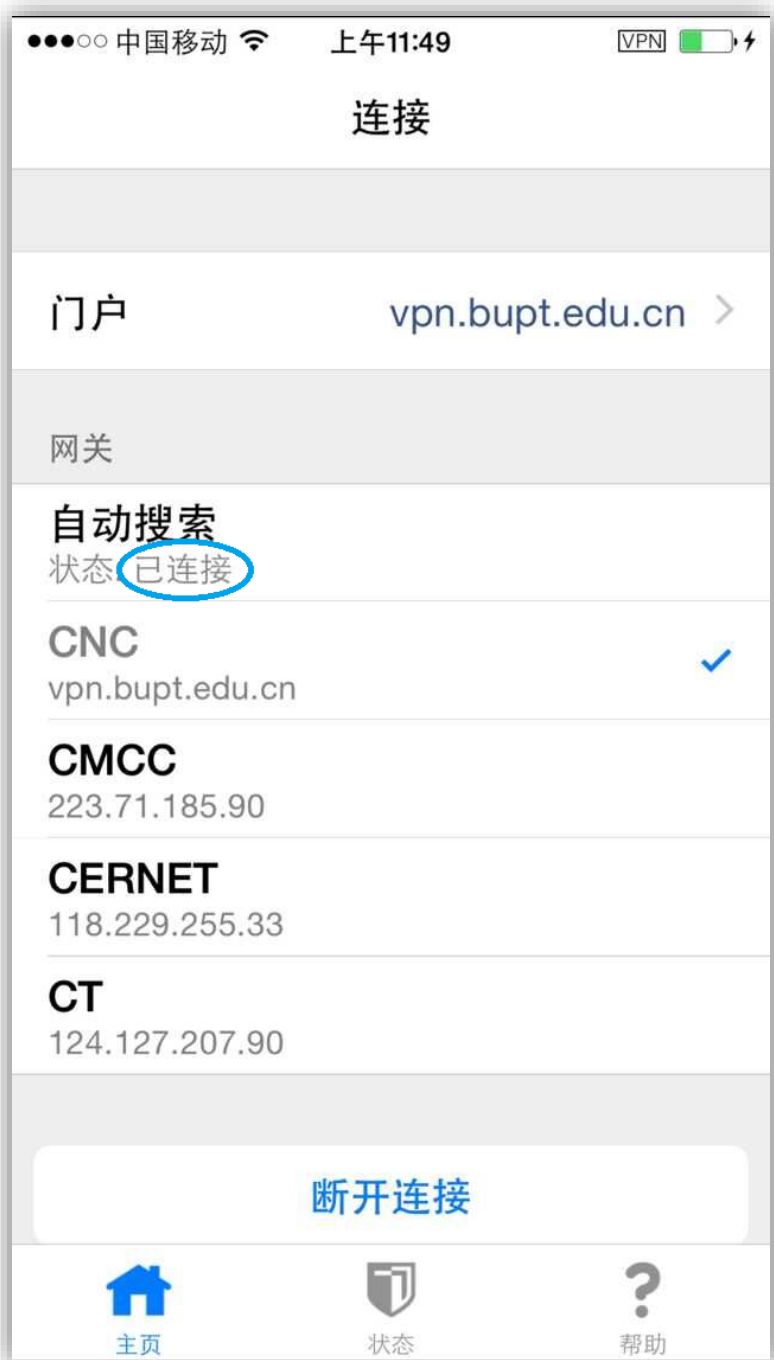 中国移动 上午11:49 VPN
连接
门户 vpn.bupt.edu.cn
网关
自动搜索
状态: 已连接
CNC
vpn.bupt.edu.cn
CMCC
223.71.185.90
CERNET
118.229.255.33
CT
124.127.207.90
断开连接
主页 状态 帮助